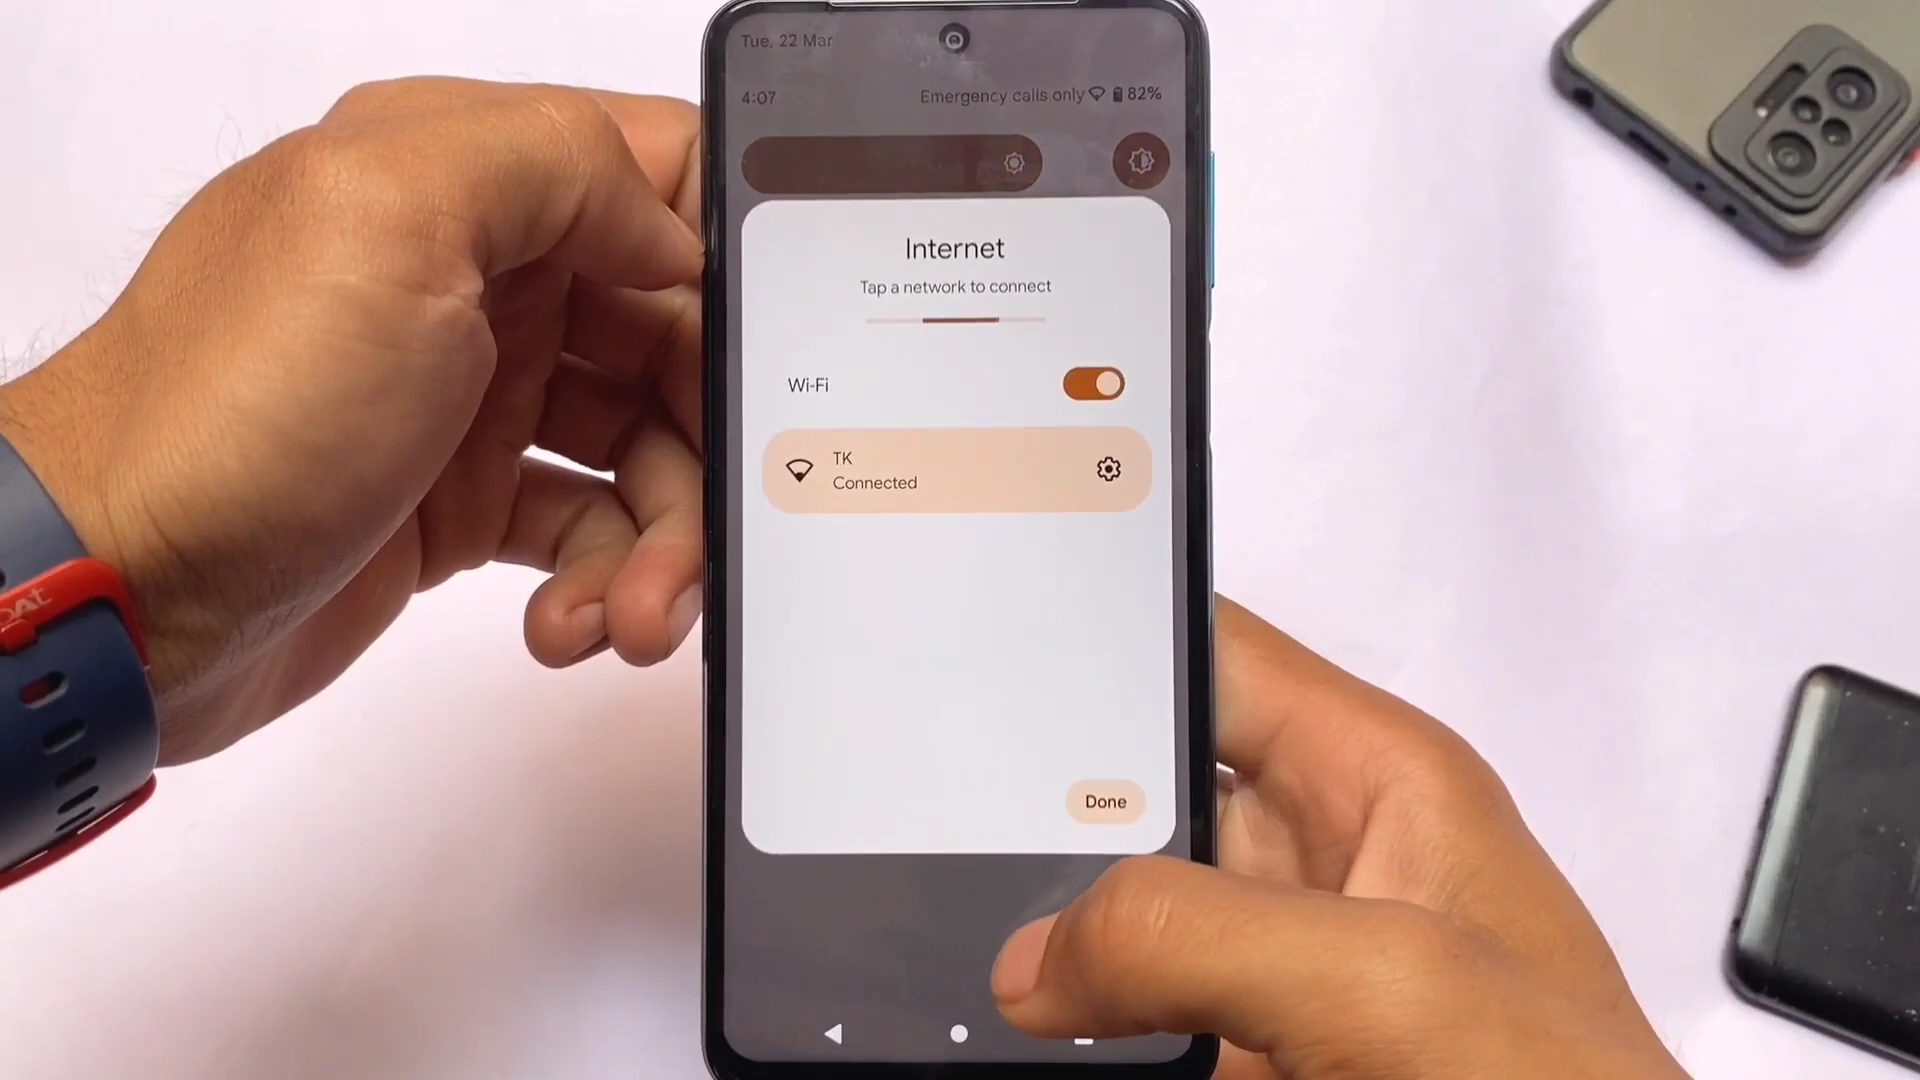 Tue, 22 Mar
4:07 Emergency calls only 82%
Internet
Tap a network to connect
Wi-Fi
TK
Connected
Done